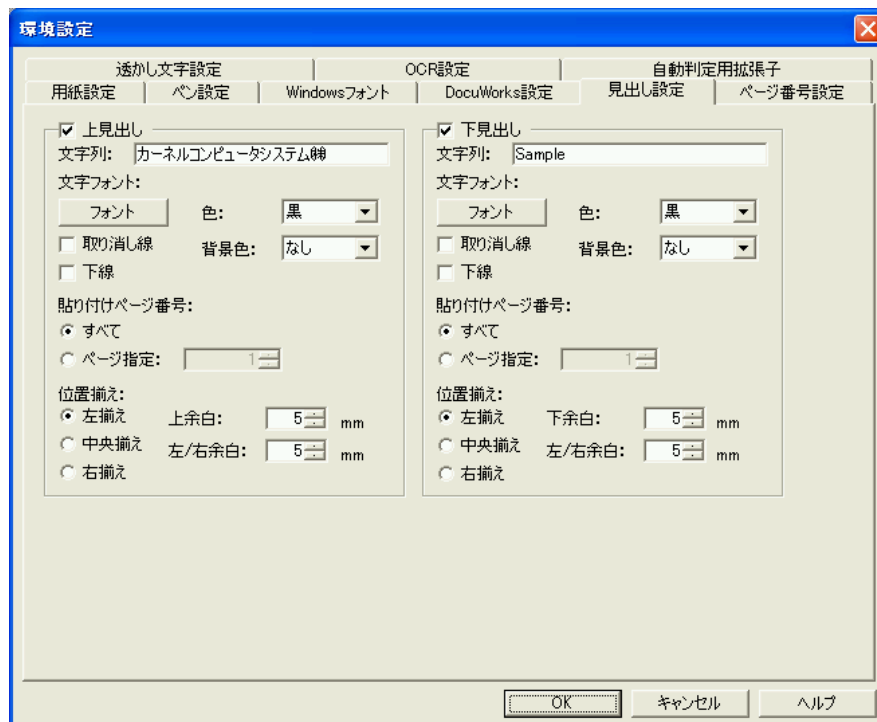 環境設定
透かし文字設定 OCR設定 自動判定用拡張子
用紙設定 ペン設定 Windowsフォント DocuWorks設定 見出し設定 ページ番号設定
上見出し
文字列: カーネルコンピュータシステム㈱
文字フォント:
フォント 色: 黒
取り消し線 背景色: なし
下線
貼り付けページ番号:
すべて
ページ指定: 1
位置揃え:
左揃え 上余白: 5 mm
中央揃え 左/右余白: 5 mm
右揃え
下見出し
文字列: Sample
文字フォント:
フォント 色: 黒
取り消し線 背景色: なし
下線
貼り付けページ番号:
すべて
ページ指定: 1
位置揃え:
左揃え 下余白: 5 mm
中央揃え 左/右余白: 5 mm
右揃え
OK キャンセル ヘルプ